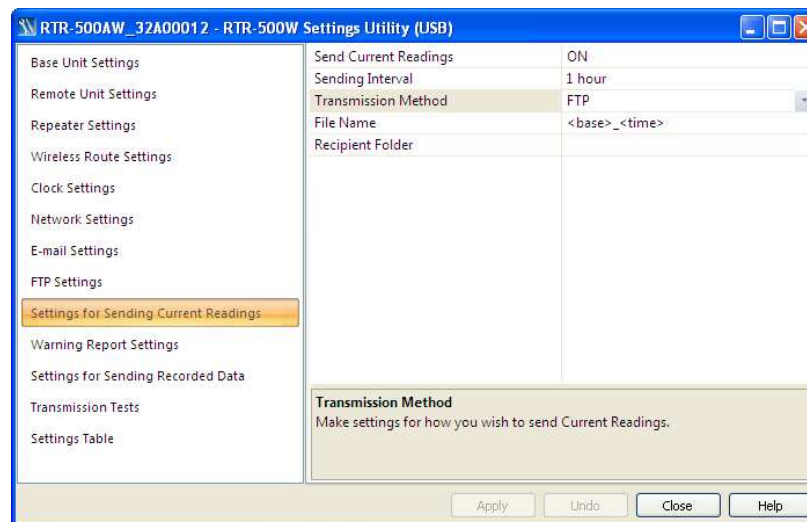 RTR-500AW_32A00012 - RTR-500W Settings Utility (USB)
Base Unit Settings
Remote Unit Settings
Repeater Settings
Wireless Route Settings
Clock Settings
Network Settings
E-mail Settings
FTP Settings
Settings for Sending Current Readings
Warning Report Settings
Settings for Sending Recorded Data
Transmission Tests
Settings Table
Send Current Readings ON
Sending Interval 1 hour
Transmission Method FTP
File Name <base>_<time>
Recipient Folder
Transmission Method
Make settings for how you wish to send Current Readings.
Apply Undo Close Help